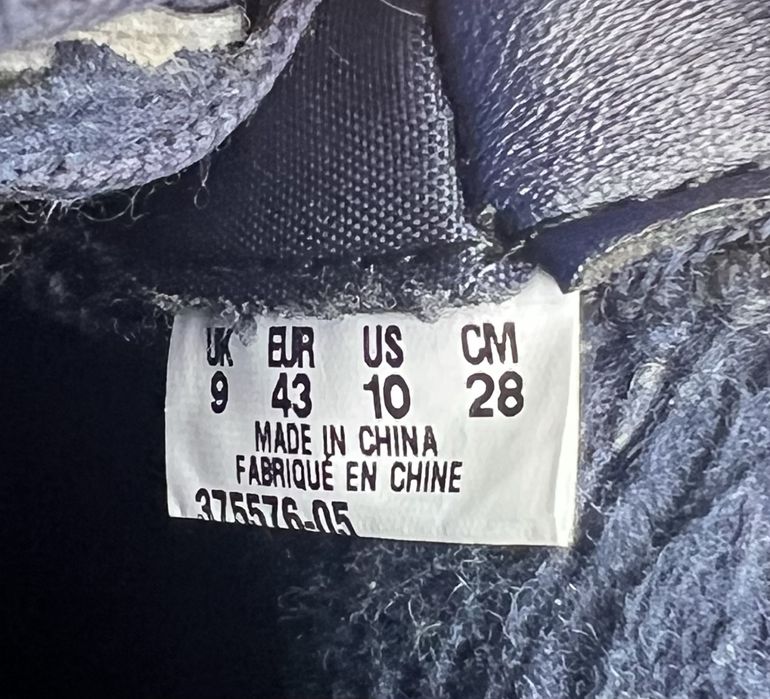 UK EUR US CM
9 43 10 28
MADE IN CHINA
FABRIQUÉ EN CHINE
375576-05